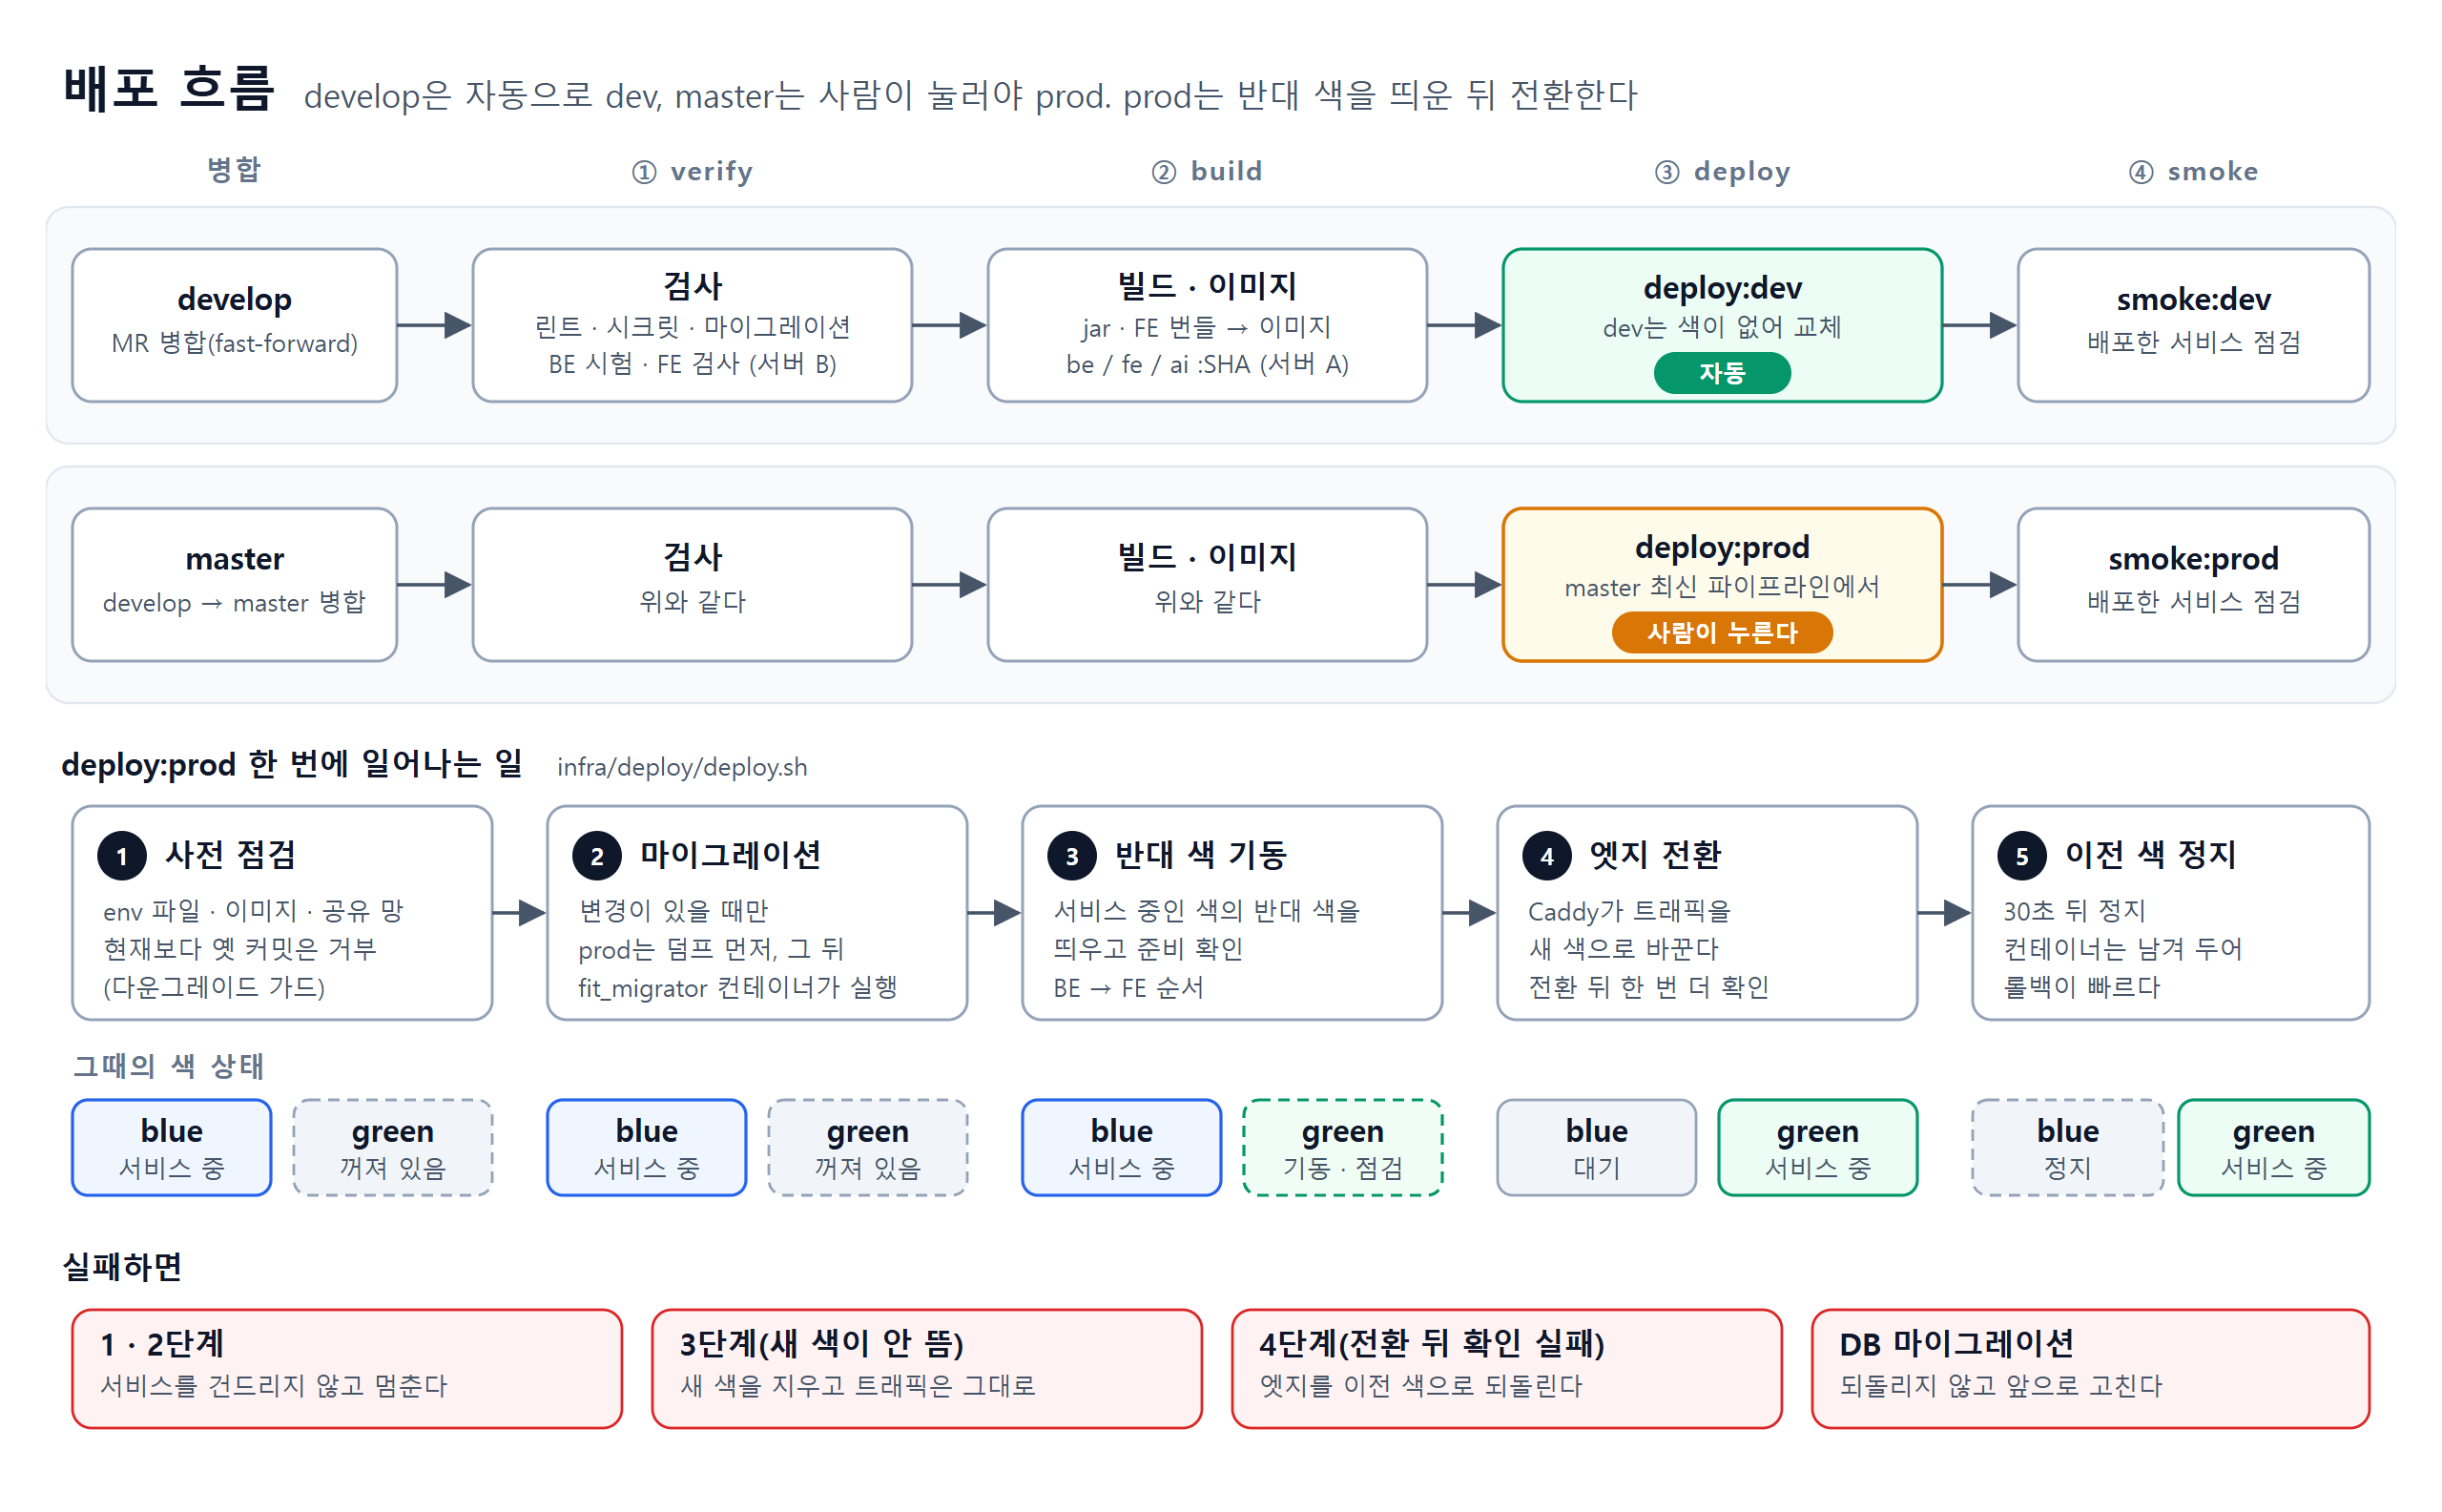 배포 흐름 develop은 자동으로 dev, master는 사람이 눌러야 prod. prod는 반대 색을 띄운 뒤 전환한다
병합
① verify
② build
③ deploy
④ smoke
develop
MR 병합(fast-forward)
검사
린트 · 시크릿 · 마이그레이션
BE 시험 · FE 검사 (서버 B)
빌드 · 이미지
jar · FE 번들 → 이미지
be / fe / ai :SHA (서버 A)
deploy:dev
dev는 색이 없어 교체
자동
smoke:dev
배포한 서비스 점검
master
develop → master 병합
검사
위와 같다
빌드 · 이미지
위와 같다
deploy:prod
master 최신 파이프라인에서
사람이 누른다
smoke:prod
배포한 서비스 점검
deploy:prod 한 번에 일어나는 일 infra/deploy/deploy.sh
1 사전 점검
env 파일 · 이미지 · 공유 망
현재보다 옛 커밋은 거부
(다운그레이드 가드)
2 마이그레이션
변경이 있을 때만
prod는 덤프 먼저, 그 뒤
fit_migrator 컨테이너가 실행
3 반대 색 기동
서비스 중인 색의 반대 색을
띄우고 준비 확인
BE → FE 순서
4 엣지 전환
Caddy가 트래픽을
새 색으로 바꾼다
전환 뒤 한 번 더 확인
5 이전 색 정지
30초 뒤 정지
컨테이너는 남겨 두어
롤백이 빠르다
그때의 색 상태
blue
서비스 중
green
꺼져 있음
blue
서비스 중
green
꺼져 있음
blue
서비스 중
green
기동 · 점검
blue
대기
green
서비스 중
blue
정지
green
서비스 중
실패하면
1 · 2단계
서비스를 건드리지 않고 멈춘다
3단계(새 색이 안 뜸)
새 색을 지우고 트래픽은 그대로
4단계(전환 뒤 확인 실패)
엣지를 이전 색으로 되돌린다
DB 마이그레이션
되돌리지 않고 앞으로 고친다